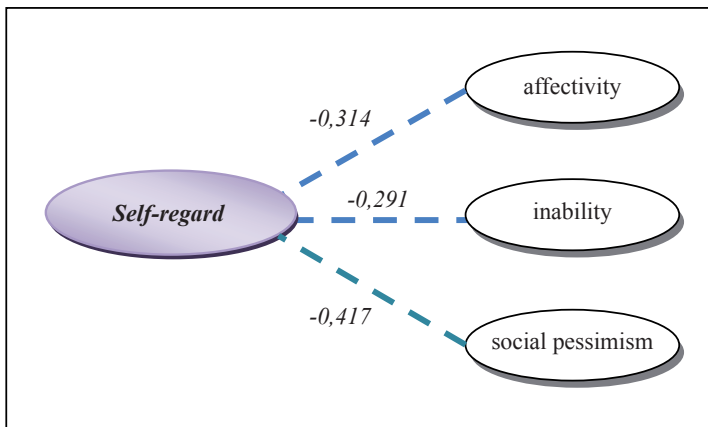 affectivity
-0,314
Self-regard
-0,291
inability
-0,417
social pessimism